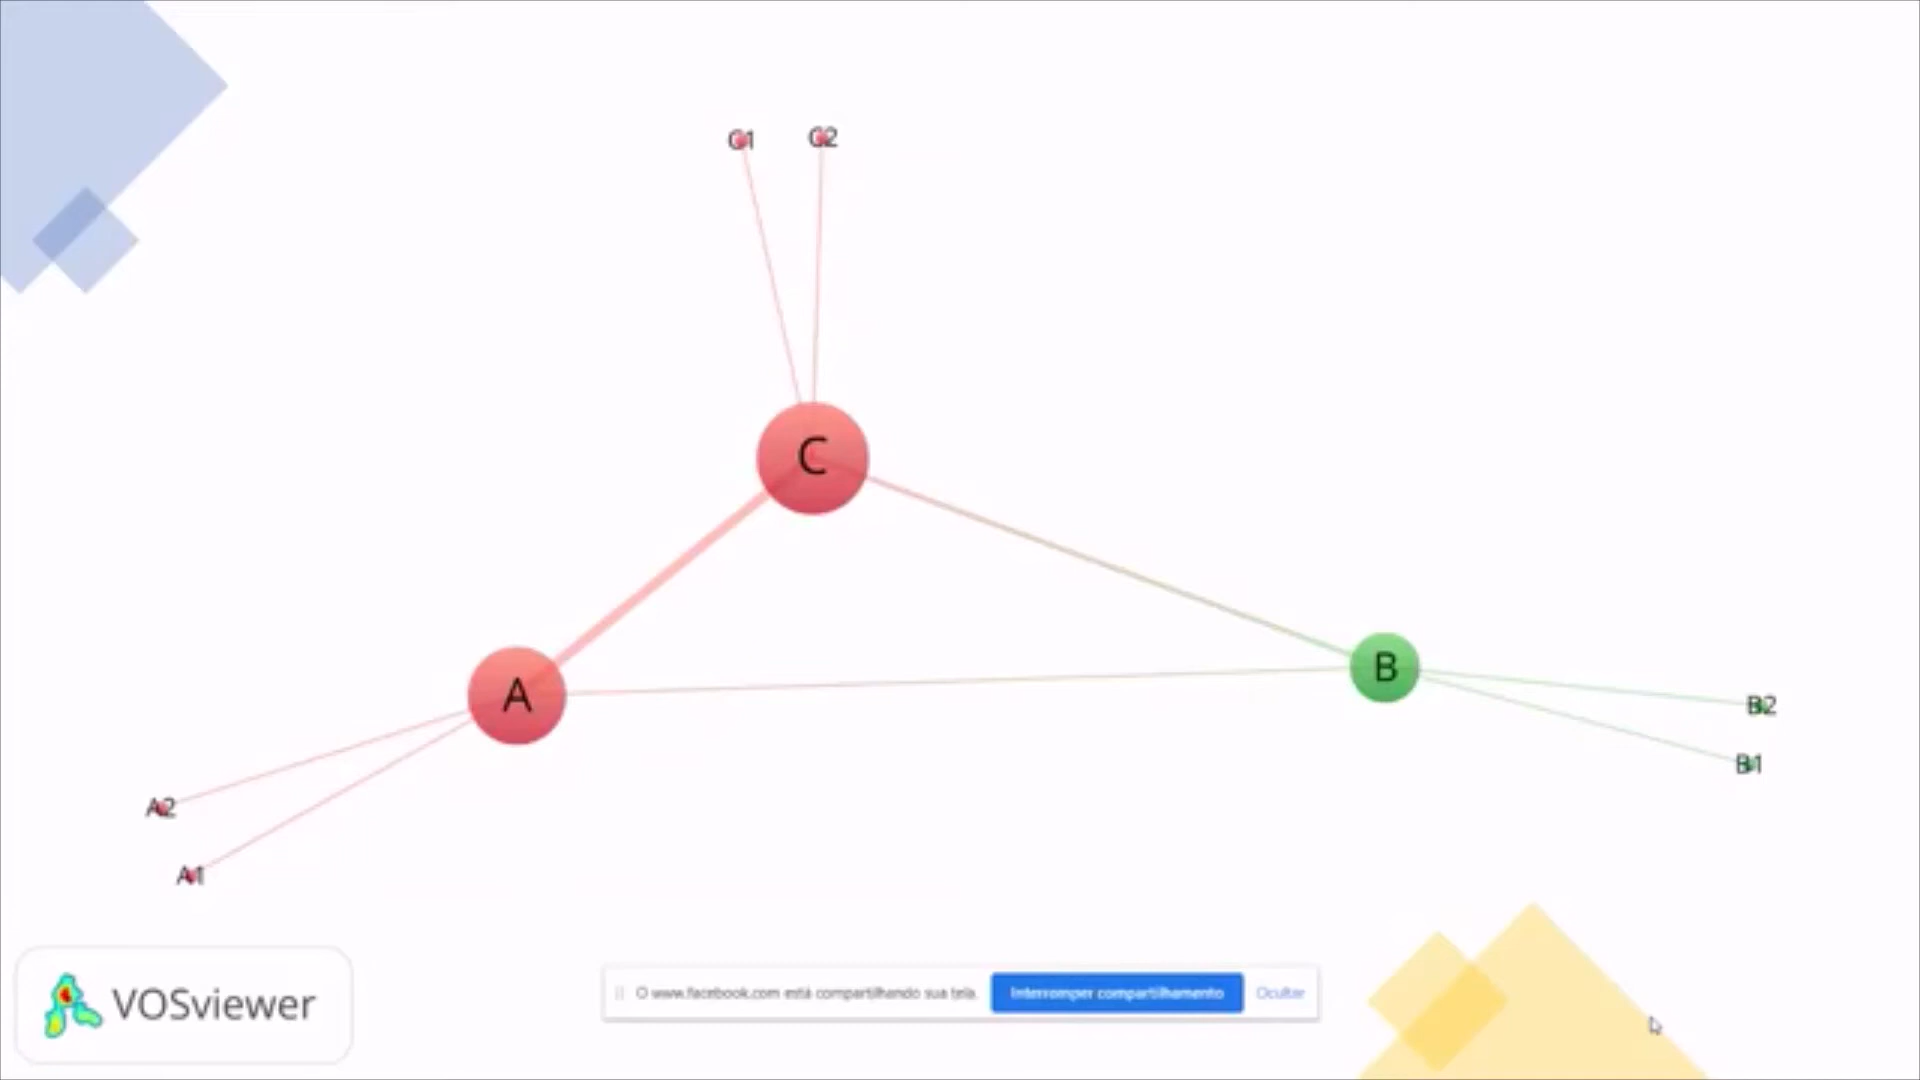 C1 C2
C
A
B
B2
B1
A2
A1
VOSviewer
O www.facebook.com está compartilhando sua tela. Interromper compartilhamento Ocultar